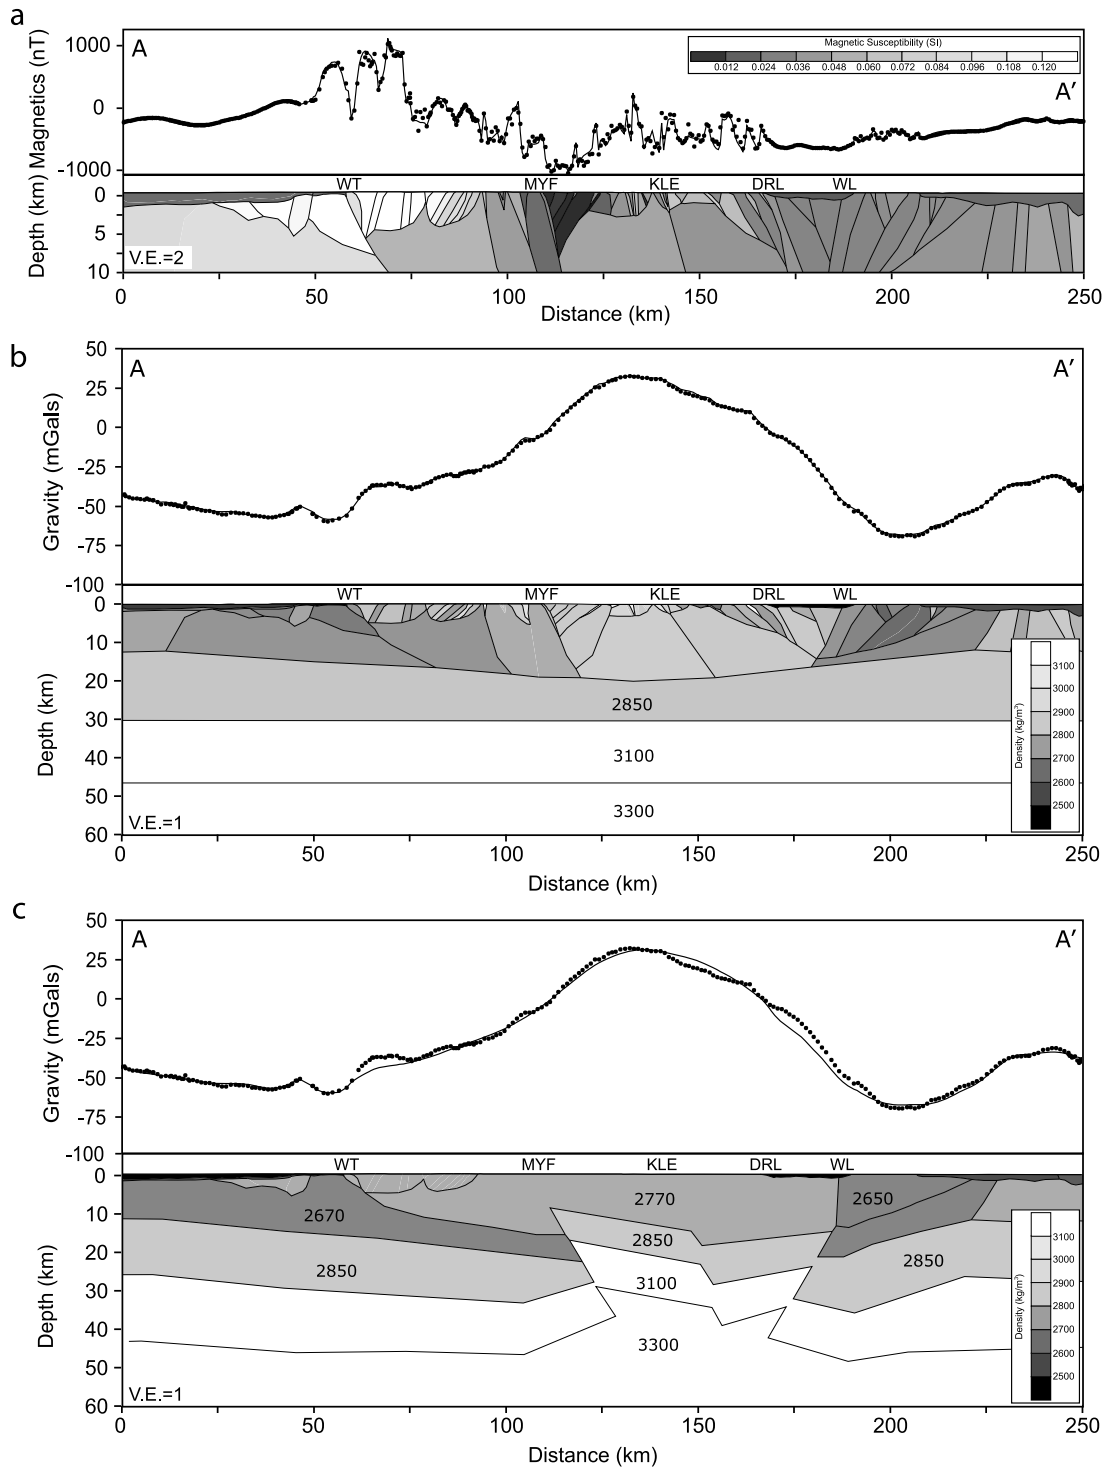 a
A
A′
Magnetic Susceptibility (SI)
0.012 0.024 0.036 0.048 0.060 0.072 0.084 0.096 0.108 0.120
Magnetics (nT)
1000
0
-1000
WT MYF KLE DRL WL
Depth (km)
0
5
10
V.E.=2
0 50 100 150 200 250
Distance (km)
b
A
A′
Gravity (mGals)
50
25
0
-25
-50
-75
-100
WT MYF KLE DRL WL
Depth (km)
0
10
20
30
40
50
60
2850
3100
3300
Density (kg/m³)
3100
3000
2900
2800
2700
2600
2500
V.E.=1
0 50 100 150 200 250
Distance (km)
c
A
A′
Gravity (mGals)
50
25
0
-25
-50
-75
-100
WT MYF KLE DRL WL
Depth (km)
0
10
20
30
40
50
60
2770 2650
2670
2850
2850 2850
3100
3300
Density (kg/m³)
3100
3000
2900
2800
2700
2600
2500
V.E.=1
0 50 100 150 200 250
Distance (km)